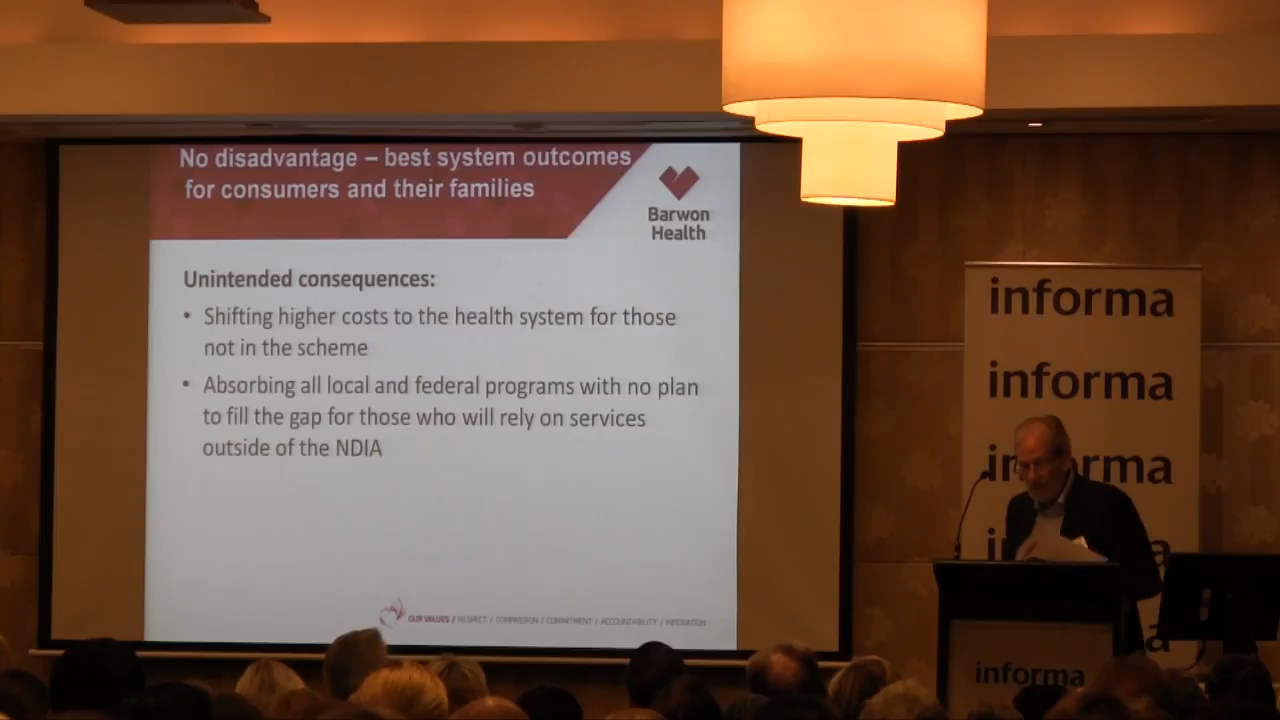 No disadvantage – best system outcomes
for consumers and their families
Barwon
Health
Unintended consequences:
• Shifting higher costs to the health system for those
not in the scheme
• Absorbing all local and federal programs with no plan
to fill the gap for those who will rely on services
outside of the NDIA
OUR VALUES / RESPECT / COMPASSION / COMMITMENT / ACCOUNTABILITY / INNOVATION
informa
informa
informa